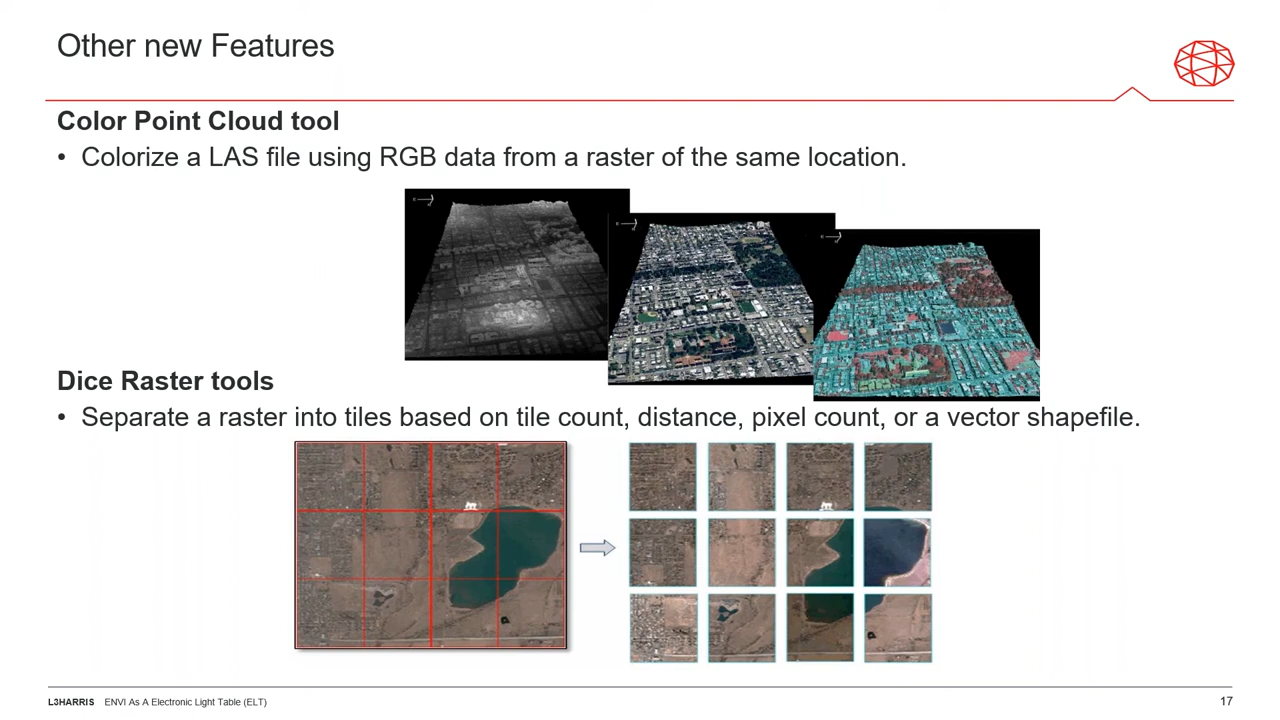 Other new Features
Color Point Cloud tool
• Colorize a LAS file using RGB data from a raster of the same location.
Dice Raster tools
• Separate a raster into tiles based on tile count, distance, pixel count, or a vector shapefile.
L3HARRIS ENVI As A Electronic Light Table (ELT)
17